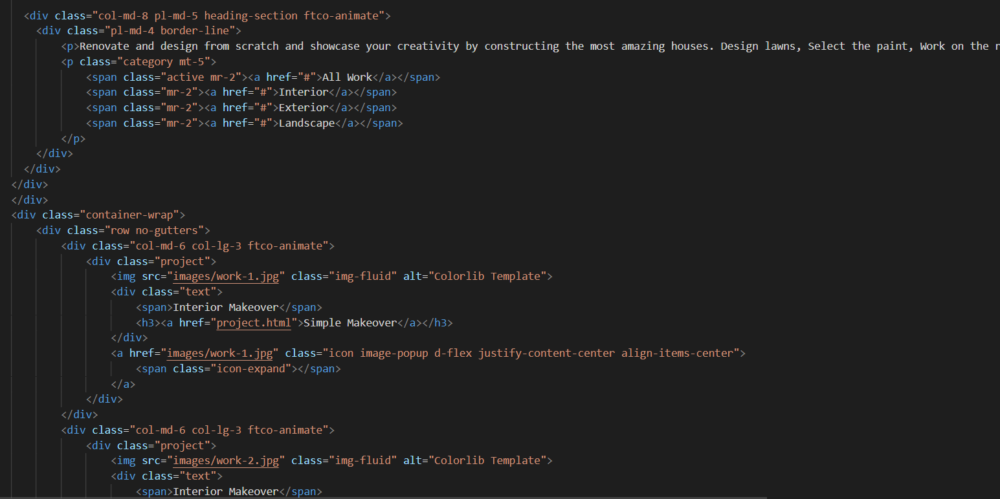 <div class="col-md-8 pl-md-5 heading-section ftco-animate">
<div class="pl-md-4 border-line">
<p>Renovate and design from scratch and showcase your creativity by constructing the most amazing houses. Design lawns, Select the paint, Work on the
<p class="category mt-5">
<span class="active mr-2"><a href="#">All Work</a></span>
<span class="mr-2"><a href="#">Interior</a></span>
<span class="mr-2"><a href="#">Exterior</a></span>
<span class="mr-2"><a href="#">Landscape</a></span>
</p>
</div>
</div>
</div>
</div>
<div class="container-wrap">
<div class="row no-gutters">
<div class="col-md-6 col-lg-3 ftco-animate">
<div class="project">
<img src="images/work-1.jpg" class="img-fluid" alt="Colorlib Template">
<div class="text">
<span>Interior Makeover</span>
<h3><a href="project.html">Simple Makeover</a></h3>
</div>
<a href="images/work-1.jpg" class="icon image-popup d-flex justify-content-center align-items-center">
<span class="icon-expand"></span>
</a>
</div>
</div>
<div class="col-md-6 col-lg-3 ftco-animate">
<div class="project">
<img src="images/work-2.jpg" class="img-fluid" alt="Colorlib Template">
<div class="text">
<span>Interior Makeover</span>